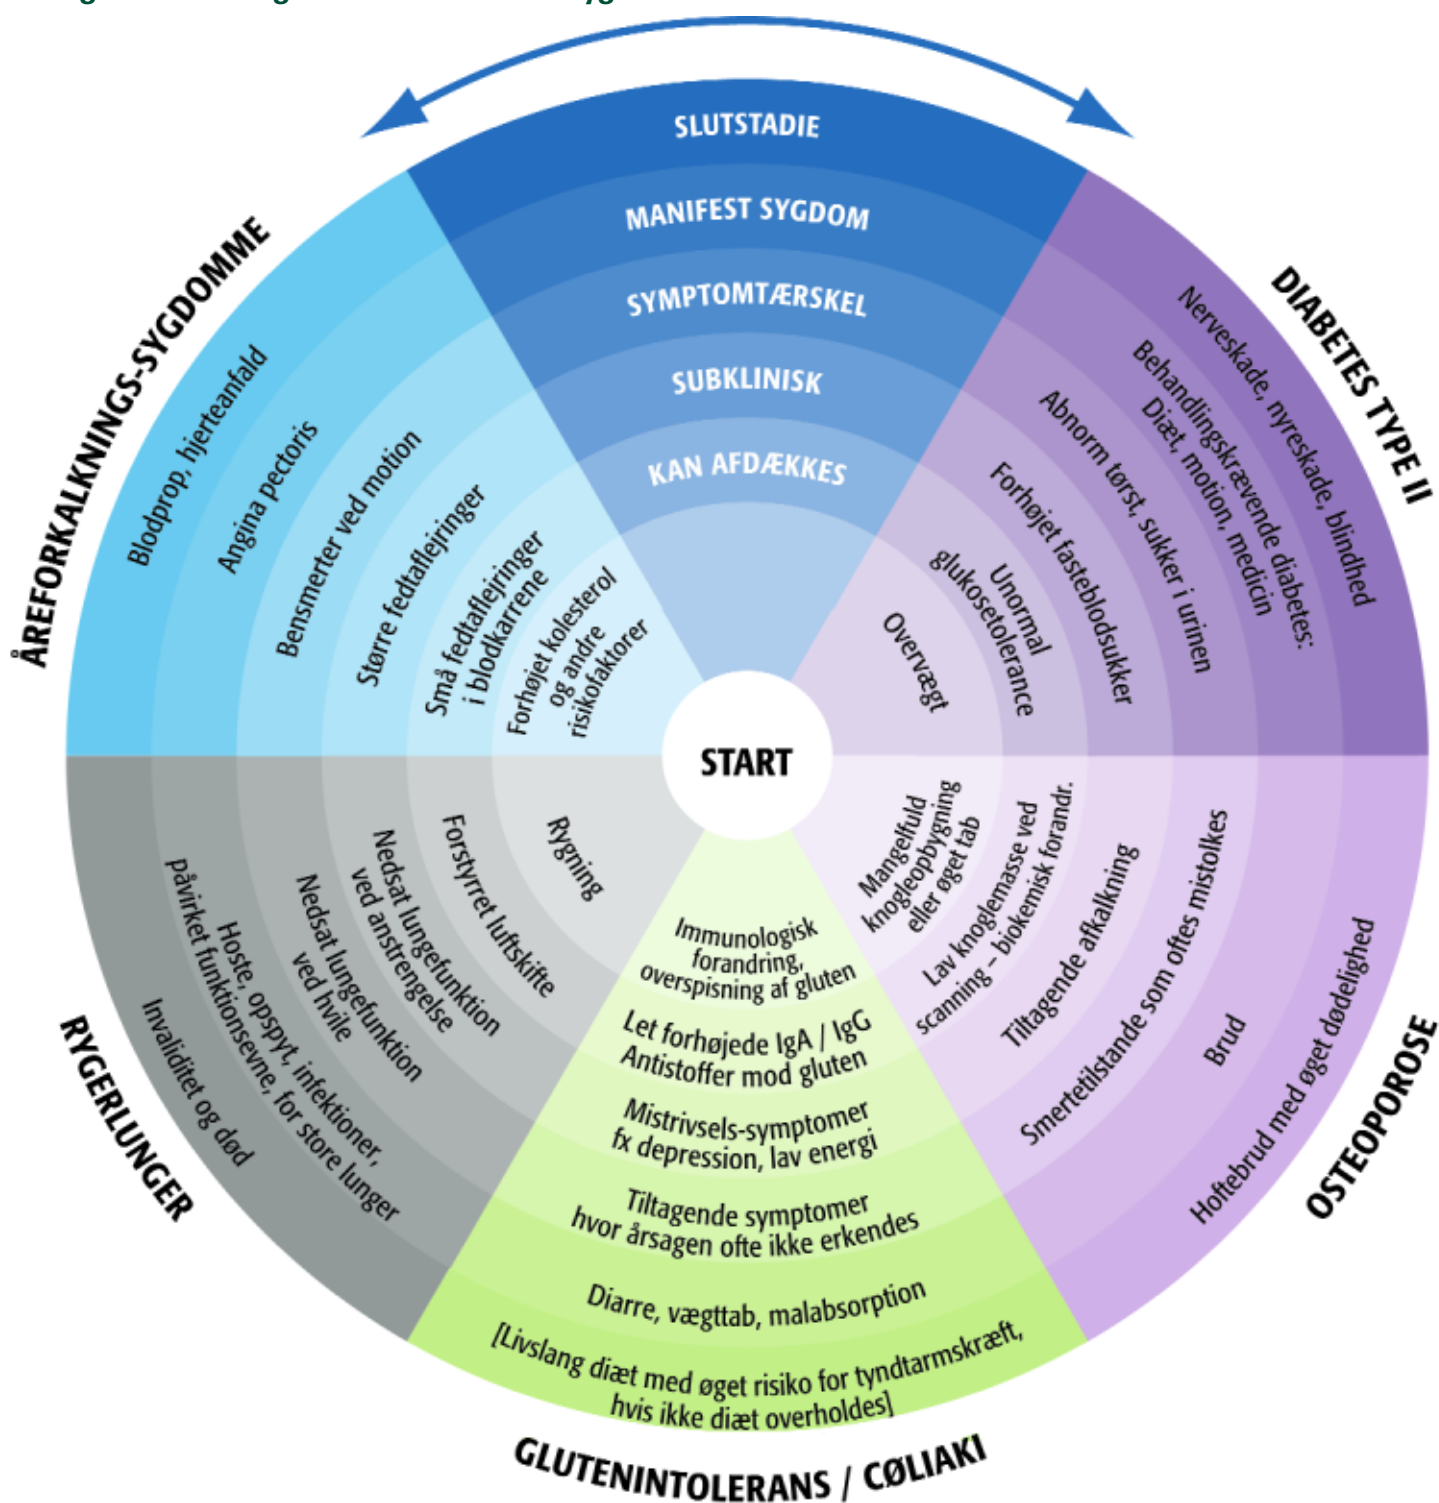 SLUTSTADIE
MANIFEST SYGDOM
SYMPTOMTÆRSKEL
SUBKLINISK
KAN AFDÆKKES
START
DIABETES TYPE II
Nerveskade, nyreskade, blindhed
Behandlingskrævende diabetes:
Diæt, motion, medicin
Abnorm tørst, sukker i urinen
Forhøjet fasteblodsukker
Unormal
glukosetolerance
Overvægt
OSTEOPOROSE
Mangelfuld
knogleopbygning
eller øget tab
Lav knoglemasse ved
scanning – biokemisk forandr.
Tiltagende afkalkning
Smertetilstande som oftes mistolkes
Brud
Hoftebrud med øget dødelighed
GLUTENINTOLERANS / CØLIAKI
Immunologisk
forandring,
overspisning af gluten
Let forhøjede IgA / IgG
Antistoffer mod gluten
Mistrivsels-symptomer
fx depression, lav energi
Tiltagende symptomer
hvor årsagen ofte ikke erkendes
Diarre, vægttab, malabsorption
[Livslang diæt med øget risiko for tyndtarmskræft,
hvis ikke diæt overholdes]
RYGERLUNGER
Rygning
Forstyrret luftskifte
Nedsat lungefunktion
ved anstrengelse
Nedsat lungefunktion
ved hvile
Hoste, opspyt, infektioner,
påvirket funktionsevne, for store lunger
Invaliditet og død
ÅREFORKALKNINGS-SYGDOMME
Blodprop, hjerteanfald
Angina pectoris
Bensmerter ved motion
Større fedtaflejringer
Små fedtaflejringer
i blodkarrene
Forhøjet kolesterol
og andre
risikofaktorer